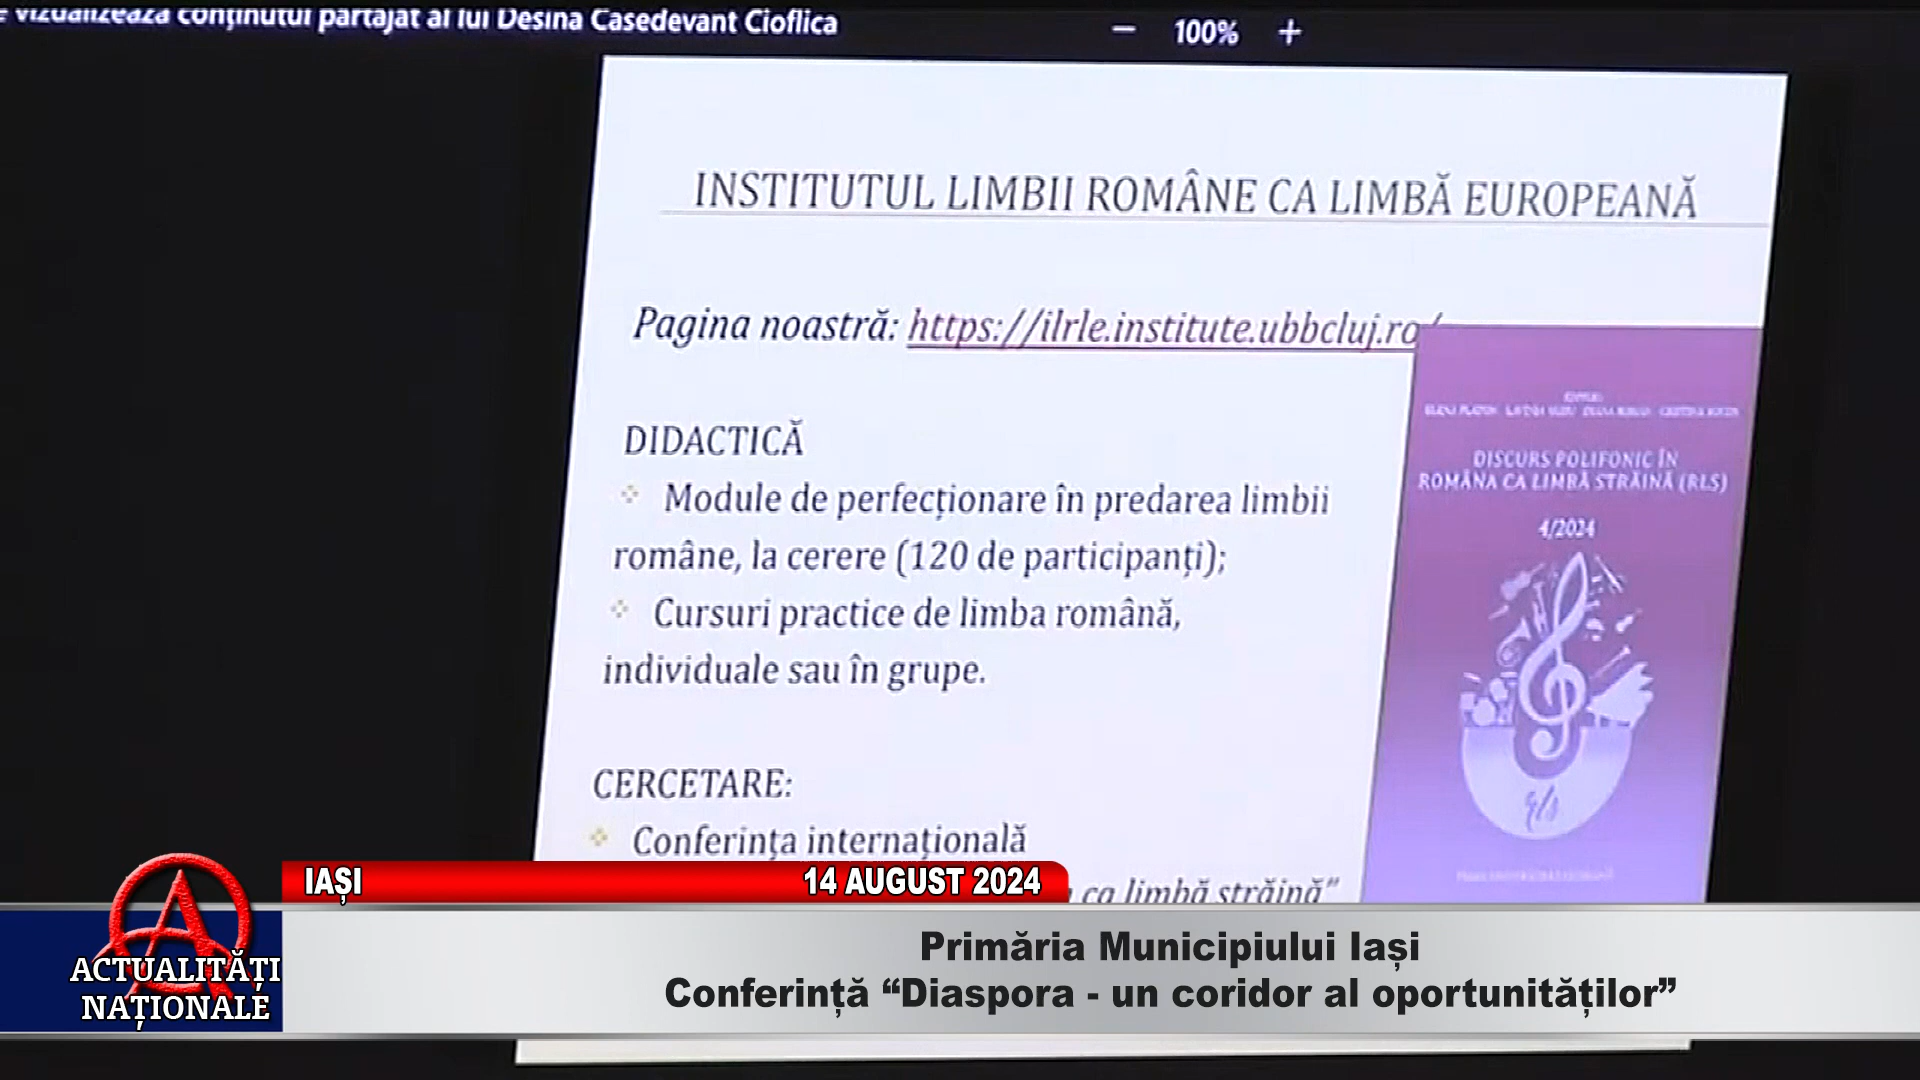 vizualizează conținutul partajat al lui Desina Casedevant Cioflica
100%
INSTITUTUL LIMBII ROMÂNE CA LIMBĂ EUROPEANĂ
Pagina noastră: https://ilrle.institute.ubbcluj.ro/
DIDACTICĂ
Module de perfecționare în predarea limbii
române, la cerere (120 de participanți);
Cursuri practice de limba română,
individuale sau în grupe.
CERCETARE:
Conferința internațională
ca limbă străină”
DISCURS POLIFONIC ÎN
ROMÂNA CA LIMBĂ STRĂINĂ (RLS)
4/2024
rls
IAȘI
14 AUGUST 2024
ACTUALITĂȚI
NAȚIONALE
Primăria Municipiului Iași
Conferință “Diaspora - un coridor al oportunităților”